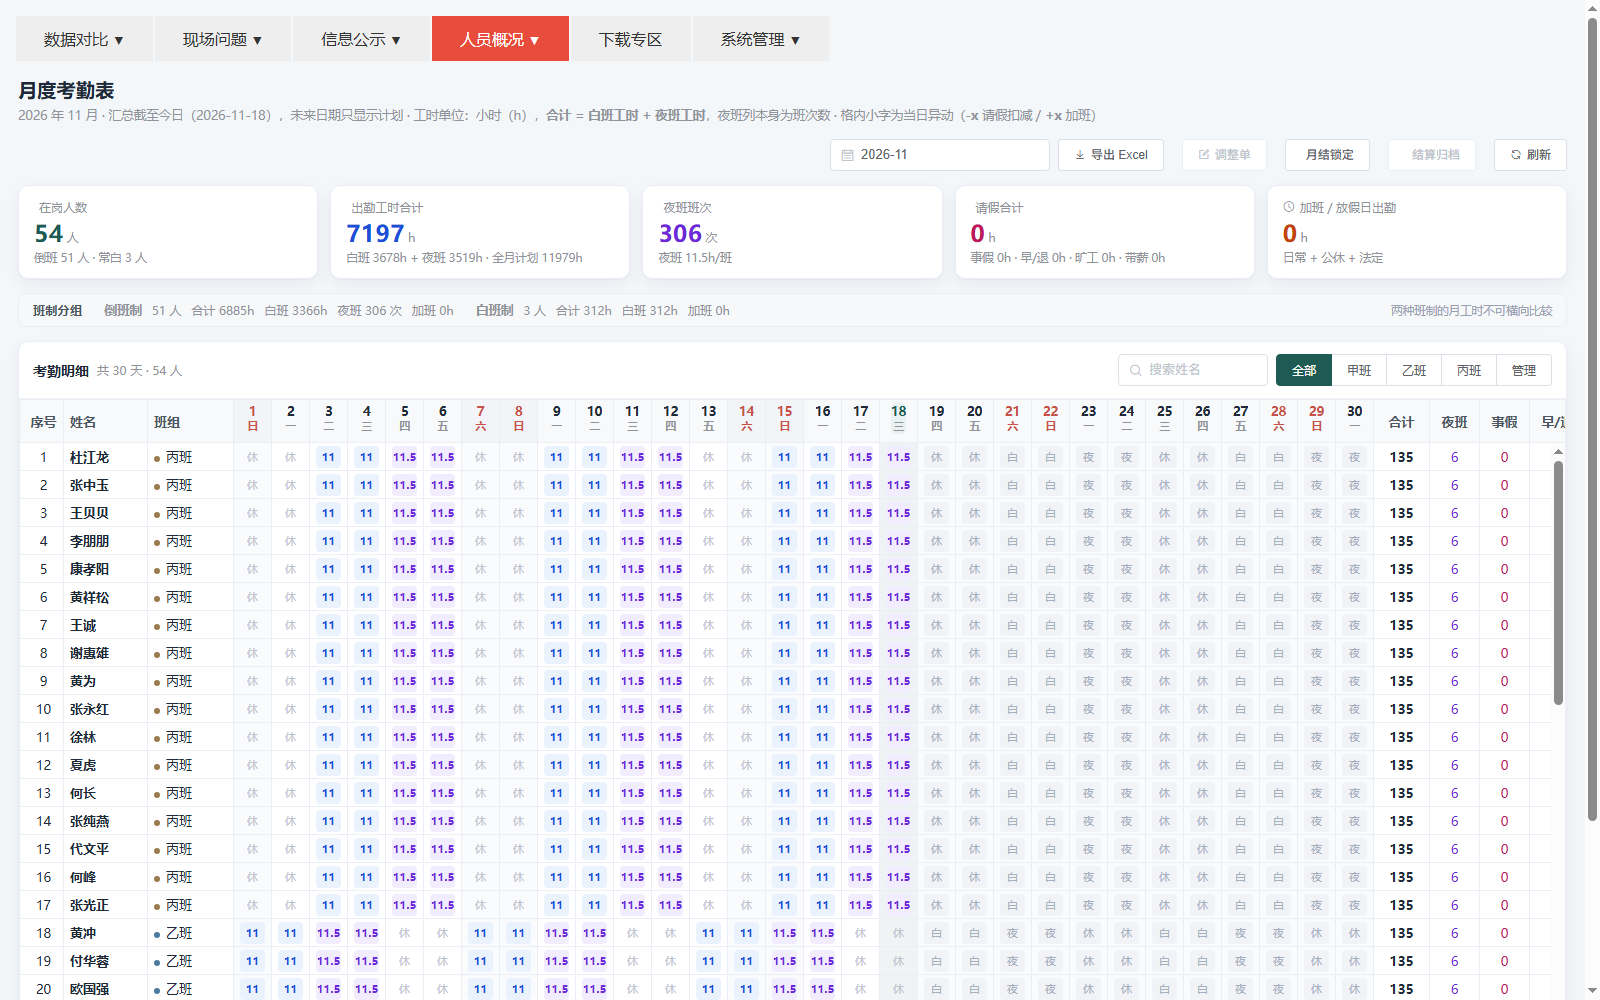 数据对比 ▼ 现场问题 ▼ 信息公示 ▼ 人员概况 ▼ 下载专区 系统管理 ▼
月度考勤表
2026 年 11 月 · 汇总截至今日（2026-11-18），未来日期只显示计划 · 工时单位：小时（h），合计 = 白班工时 + 夜班工时，夜班列本身为班次数 · 格内小字为当日异动（-x 请假扣减 / +x 加班）
2026-11 导出 Excel 调整单 月结锁定 结算归档 刷新
在岗人数 出勤工时合计 夜班班次 请假合计 加班 / 放假日出勤
54 人 7197 h 306 次 0 h 0 h
倒班 51 人 · 常白 3 人 白班 3678h + 夜班 3519h · 全月计划 11979h 夜班 11.5h/班 事假 0h · 早/退 0h · 旷工 0h · 带薪 0h 日常 + 公休 + 法定
班制分组 倒班制 51 人 合计 6885h 白班 3366h 夜班 306 次 加班 0h 白班制 3 人 合计 312h 白班 312h 加班 0h 两种班制的月工时不可横向比较
考勤明细 共 30 天 · 54 人 搜索姓名 全部 甲班 乙班 丙班 管理
序号 姓名 班组 1 2 3 4 5 6 7 8 9 10 11 12 13 14 15 16 17 18 19 20 21 22 23 24 25 26 27 28 29 30 合计 夜班 事假 早/
日 一 二 三 四 五 六 日 一 二 三 四 五 六 日 一 二 三 四 五 六 日 一 二 三 四 五 六 日 一
1 杜江龙 丙班 休 休 11 11 11.5 11.5 休 休 11 11 11.5 11.5 休 休 11 11 11.5 11.5 休 休 白 白 夜 夜 休 休 白 白 夜 夜 135 6 0
2 张中玉 丙班 休 休 11 11 11.5 11.5 休 休 11 11 11.5 11.5 休 休 11 11 11.5 11.5 休 休 白 白 夜 夜 休 休 白 白 夜 夜 135 6 0
3 王贝贝 丙班 休 休 11 11 11.5 11.5 休 休 11 11 11.5 11.5 休 休 11 11 11.5 11.5 休 休 白 白 夜 夜 休 休 白 白 夜 夜 135 6 0
4 李朋朋 丙班 休 休 11 11 11.5 11.5 休 休 11 11 11.5 11.5 休 休 11 11 11.5 11.5 休 休 白 白 夜 夜 休 休 白 白 夜 夜 135 6 0
5 康孝阳 丙班 休 休 11 11 11.5 11.5 休 休 11 11 11.5 11.5 休 休 11 11 11.5 11.5 休 休 白 白 夜 夜 休 休 白 白 夜 夜 135 6 0
6 黄祥松 丙班 休 休 11 11 11.5 11.5 休 休 11 11 11.5 11.5 休 休 11 11 11.5 11.5 休 休 白 白 夜 夜 休 休 白 白 夜 夜 135 6 0
7 王诚 丙班 休 休 11 11 11.5 11.5 休 休 11 11 11.5 11.5 休 休 11 11 11.5 11.5 休 休 白 白 夜 夜 休 休 白 白 夜 夜 135 6 0
8 谢惠雄 丙班 休 休 11 11 11.5 11.5 休 休 11 11 11.5 11.5 休 休 11 11 11.5 11.5 休 休 白 白 夜 夜 休 休 白 白 夜 夜 135 6 0
9 黄为 丙班 休 休 11 11 11.5 11.5 休 休 11 11 11.5 11.5 休 休 11 11 11.5 11.5 休 休 白 白 夜 夜 休 休 白 白 夜 夜 135 6 0
10 张永红 丙班 休 休 11 11 11.5 11.5 休 休 11 11 11.5 11.5 休 休 11 11 11.5 11.5 休 休 白 白 夜 夜 休 休 白 白 夜 夜 135 6 0
11 徐林 丙班 休 休 11 11 11.5 11.5 休 休 11 11 11.5 11.5 休 休 11 11 11.5 11.5 休 休 白 白 夜 夜 休 休 白 白 夜 夜 135 6 0
12 夏虎 丙班 休 休 11 11 11.5 11.5 休 休 11 11 11.5 11.5 休 休 11 11 11.5 11.5 休 休 白 白 夜 夜 休 休 白 白 夜 夜 135 6 0
13 何长 丙班 休 休 11 11 11.5 11.5 休 休 11 11 11.5 11.5 休 休 11 11 11.5 11.5 休 休 白 白 夜 夜 休 休 白 白 夜 夜 135 6 0
14 张纯燕 丙班 休 休 11 11 11.5 11.5 休 休 11 11 11.5 11.5 休 休 11 11 11.5 11.5 休 休 白 白 夜 夜 休 休 白 白 夜 夜 135 6 0
15 代文平 丙班 休 休 11 11 11.5 11.5 休 休 11 11 11.5 11.5 休 休 11 11 11.5 11.5 休 休 白 白 夜 夜 休 休 白 白 夜 夜 135 6 0
16 何峰 丙班 休 休 11 11 11.5 11.5 休 休 11 11 11.5 11.5 休 休 11 11 11.5 11.5 休 休 白 白 夜 夜 休 休 白 白 夜 夜 135 6 0
17 张光正 丙班 休 休 11 11 11.5 11.5 休 休 11 11 11.5 11.5 休 休 11 11 11.5 11.5 休 休 白 白 夜 夜 休 休 白 白 夜 夜 135 6 0
18 黄冲 乙班 11 11 11.5 11.5 休 休 11 11 11.5 11.5 休 休 11 11 11.5 11.5 休 休 白 白 夜 夜 休 休 白 白 夜 夜 休 休 135 6 0
19 付华蓉 乙班 11 11 11.5 11.5 休 休 11 11 11.5 11.5 休 休 11 11 11.5 11.5 休 休 白 白 夜 夜 休 休 白 白 夜 夜 休 休 135 6 0
20 欧国强 乙班 11 11 11.5 11.5 休 休 11 11 11.5 11.5 休 休 11 11 11.5 11.5 休 休 白 白 夜 夜 休 休 白 白 夜 夜 休 休 135 6 0